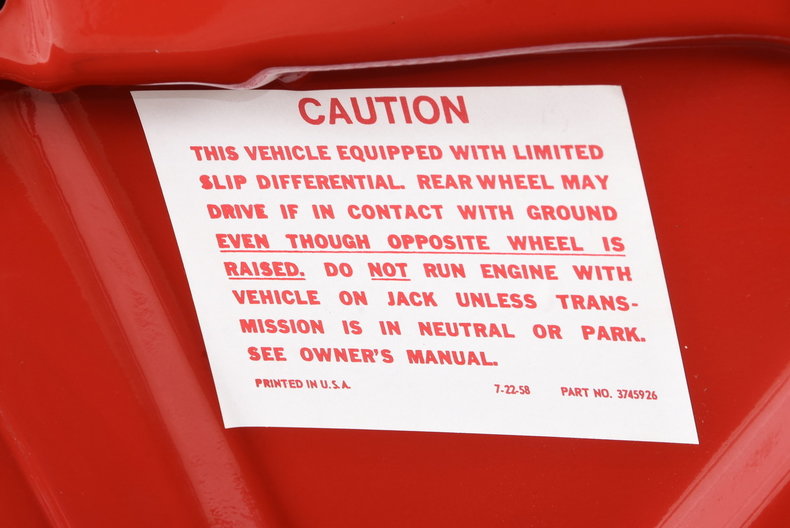 CAUTION
THIS VEHICLE EQUIPPED WITH LIMITED
SLIP DIFFERENTIAL. REAR WHEEL MAY
DRIVE IF IN CONTACT WITH GROUND
EVEN THOUGH OPPOSITE WHEEL IS
RAISED. DO NOT RUN ENGINE WITH
VEHICLE ON JACK UNLESS TRANS-
MISSION IS IN NEUTRAL OR PARK.
SEE OWNER'S MANUAL.
PRINTED IN U.S.A. 7-22-58 PART NO. 3745926